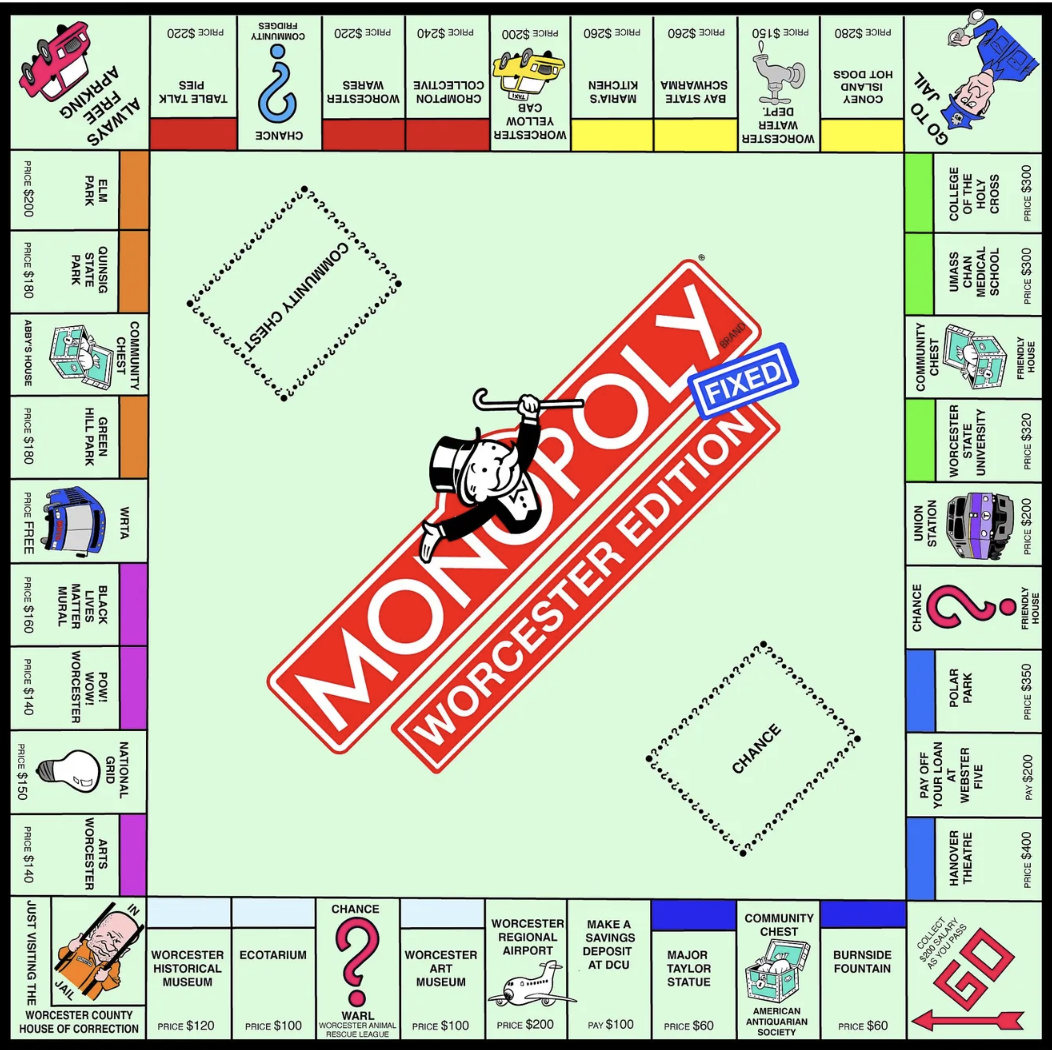 ALWAYS
FREE
APRKING
TABLE TALK
PIES
PRICE $220
CHANCE
COMMUNITY
FRIDGES
WORCESTER
WARES
PRICE $220
CROMPTON
COLLECTIVE
PRICE $240
WORCESTER
YELLOW
CAB
TAXI
PRICE $200
MARIA'S
KITCHEN
PRICE $260
BAY STATE
SCHWARMA
PRICE $260
WORCESTER
WATER
DEPT.
PRICE $150
CONEY
ISLAND
HOT DOGS
PRICE $280
GO TO
JAIL
COLLEGE
OF THE
HOLY
CROSS
PRICE $300
UMASS
CHAN
MEDICAL
SCHOOL
PRICE $300
COMMUNITY
CHEST
FRIENDLY
HOUSE
WORCESTER
STATE
UNIVERSITY
PRICE $320
UNION
STATION
PRICE $200
CHANCE
?
FRIENDLY
HOUSE
POLAR
PARK
PRICE $350
PAY OFF
YOUR LOAN
AT
WEBSTER
FIVE
PAY $200
HANOVER
THEATRE
PRICE $400
COLLECT
$200 SALARY
AS YOU PASS
GO
BURNSIDE
FOUNTAIN
PRICE $60
COMMUNITY
CHEST
AMERICAN
ANTIQUARIAN
SOCIETY
MAJOR
TAYLOR
STATUE
PRICE $60
MAKE A
SAVINGS
DEPOSIT
AT DCU
PAY $100
WORCESTER
REGIONAL
AIRPORT
PRICE $200
WORCESTER
ART
MUSEUM
PRICE $100
CHANCE
?
WARL
WORCESTER ANIMAL
RESCUE LEAGUE
ECOTARIUM
PRICE $100
WORCESTER
HISTORICAL
MUSEUM
PRICE $120
IN
JAIL
JUST VISITING THE
WORCESTER COUNTY
HOUSE OF CORRECTION
ARTS
WORCESTER
PRICE $140
NATIONAL
GRID
PRICE $150
POW!
WOW!
WORCESTER
PRICE $140
BLACK
LIVES
MATTER
MURAL
PRICE $160
WRTA
PRICE FREE
GREEN
HILL PARK
PRICE $180
COMMUNITY
CHEST
ABBY'S HOUSE
QUINSIG
STATE
PARK
PRICE $180
ELM
PARK
PRICE $200
COMMUNITY CHEST
MONOPOLY
BRAND
®
FIXED
WORCESTER EDITION
CHANCE